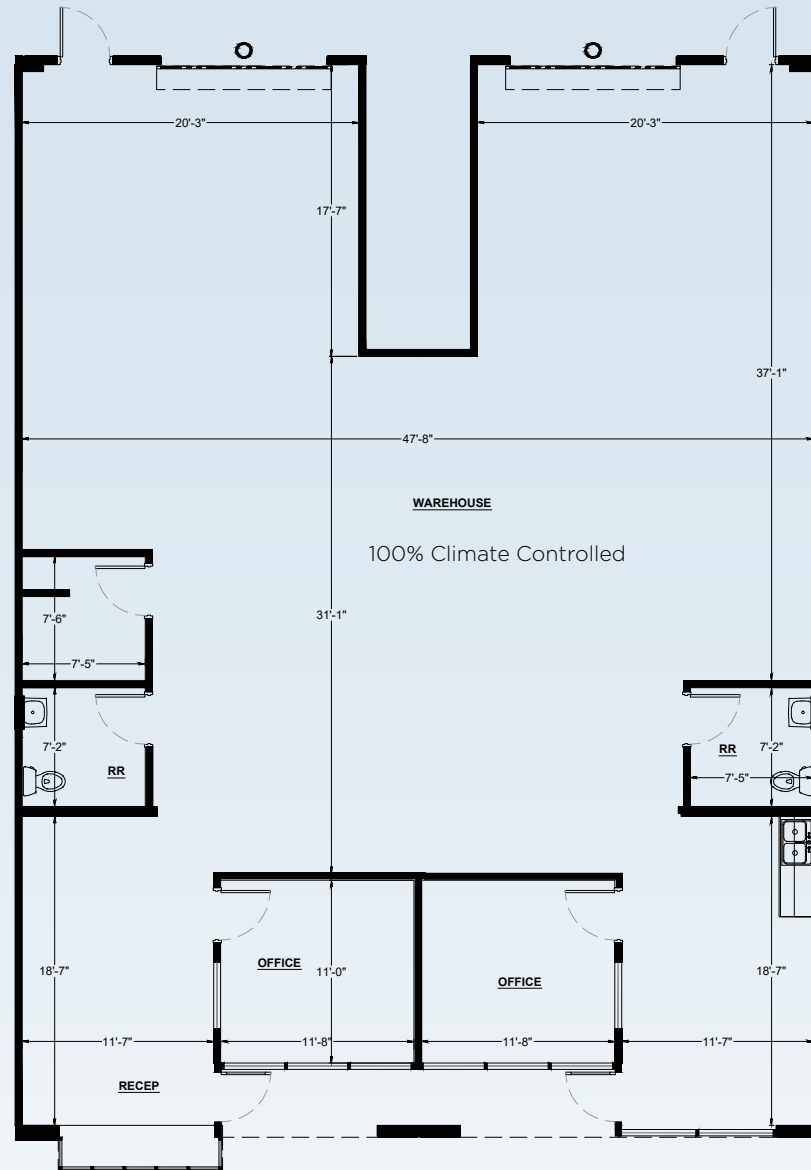 20'-3"
20'-3"
17'-7"
37'-1"
47'-8"
WAREHOUSE
100% Climate Controlled
31'-1"
7'-6"
7'-5"
7'-2"
RR
RR
7'-2"
7'-5"
18'-7"
OFFICE
11'-0"
OFFICE
18'-7"
11'-7"
11'-8"
11'-8"
11'-7"
RECEP